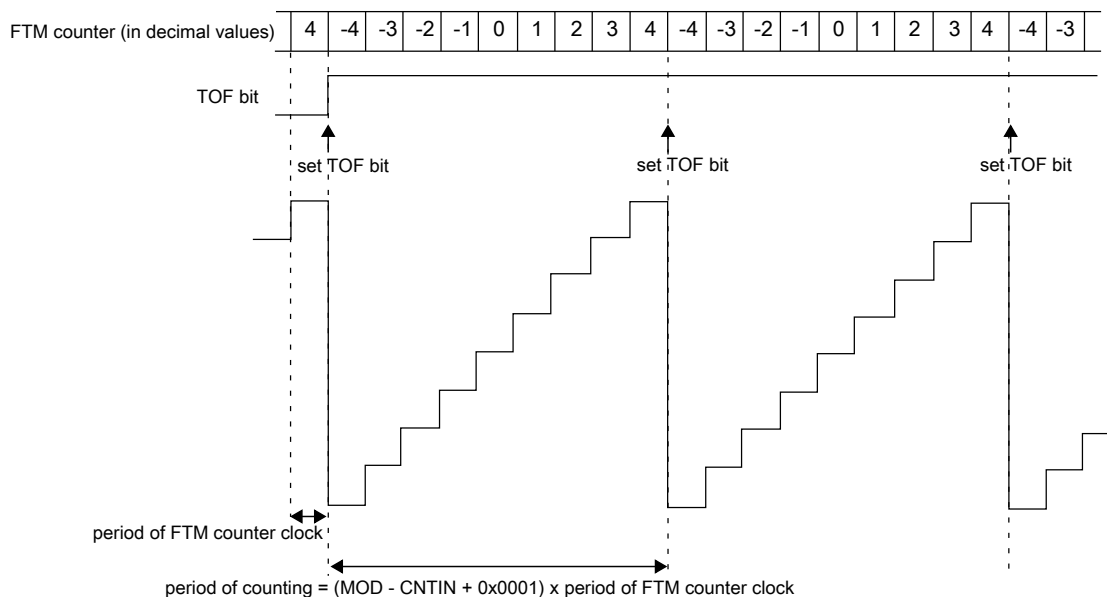 FTM counter (in decimal values) 4 -4 -3 -2 -1 0 1 2 3 4 -4 -3 -2 -1 0 1 2 3 4 -4 -3
TOF bit
set TOF bit set TOF bit set TOF bit
period of FTM counter clock
period of counting = (MOD - CNTIN + 0x0001) x period of FTM counter clock